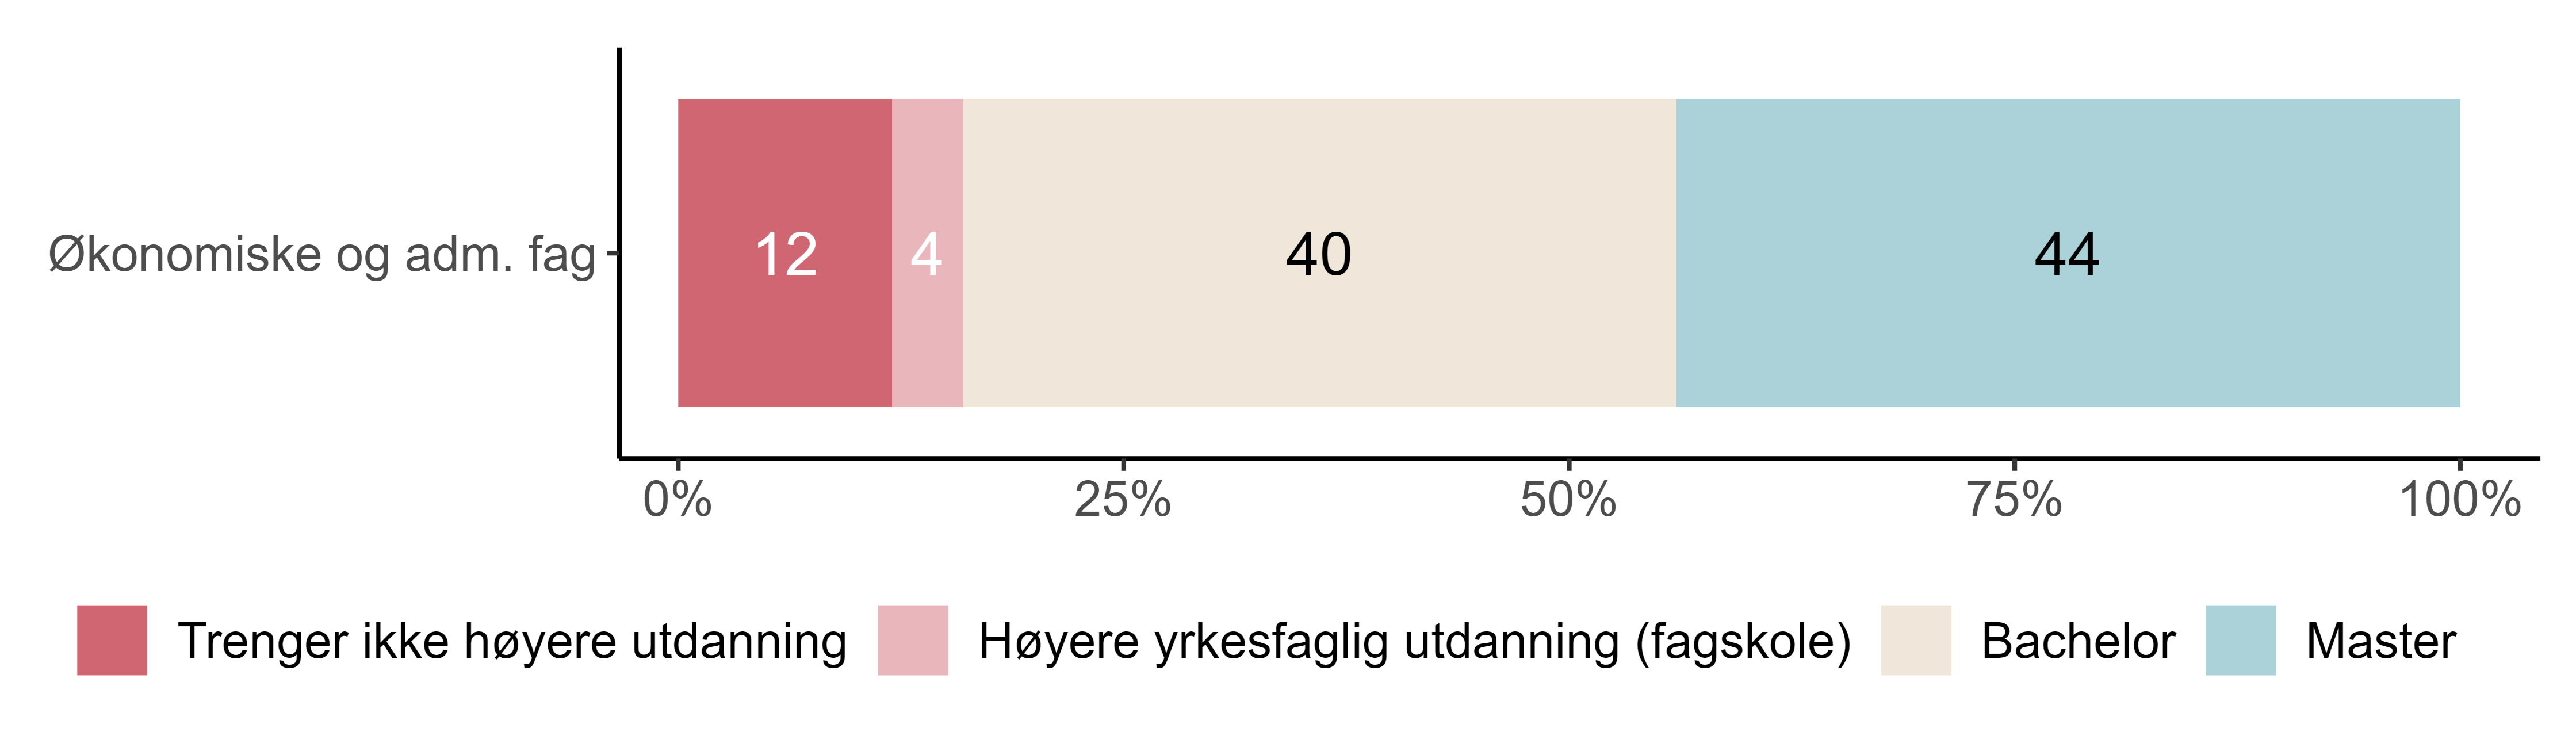 Økonomiske og adm. fag
12 4 40 44
0% 25% 50% 75% 100%
Trenger ikke høyere utdanning Høyere yrkesfaglig utdanning (fagskole) Bachelor Master